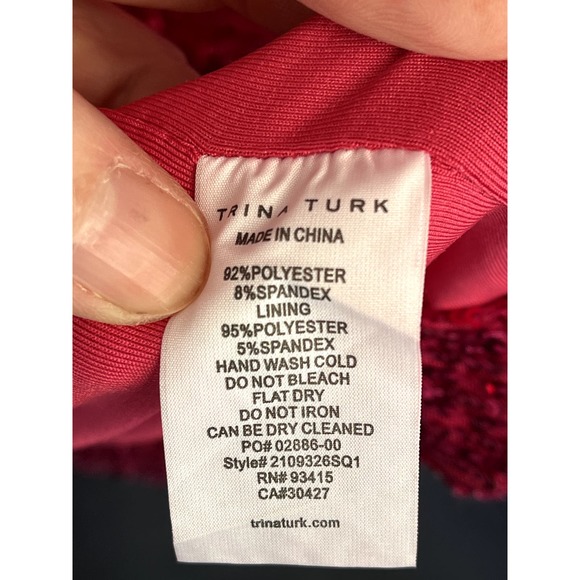 TRINA TURK
MADE IN CHINA
92%POLYESTER
8%SPANDEX
LINING
95%POLYESTER
5%SPANDEX
HAND WASH COLD
DO NOT BLEACH
FLAT DRY
DO NOT IRON
CAN BE DRY CLEANED
PO# 02886-00
Style# 2109326SQ1
RN# 93415
CA#30427
trinaturk.com